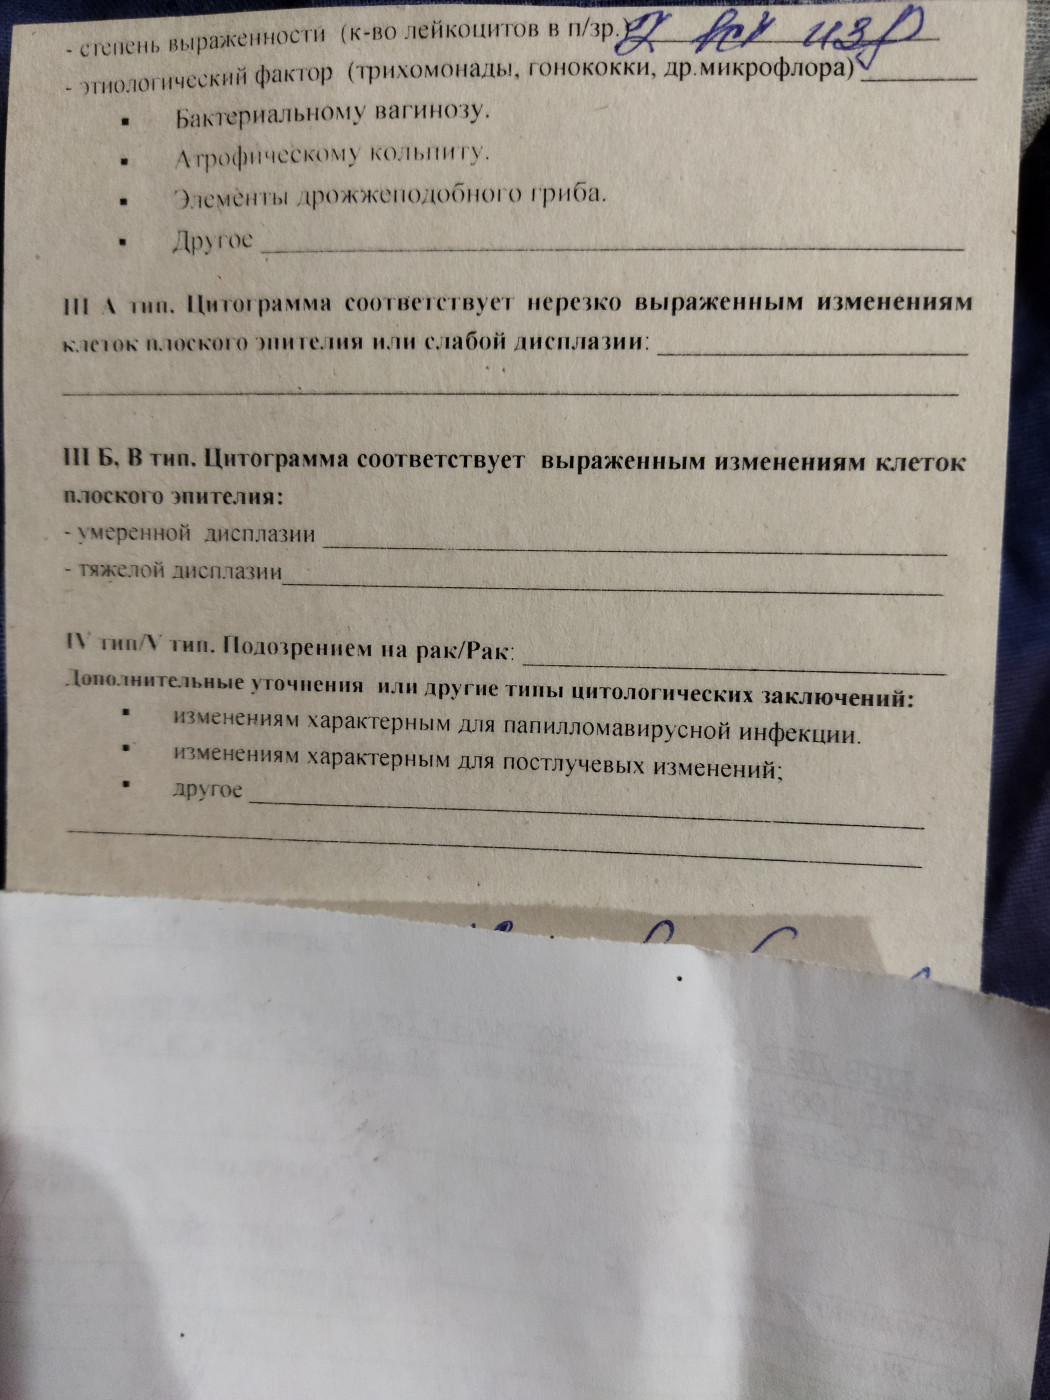 - степень выраженности (к-во лейкоцитов в п/зр.)
- этиологический фактор (трихомонады, гонококки, др.микрофлора)
▪ Бактериальному вагинозу.
▪ Атрофическому кольпиту.
▪ Элементы дрожжеподобного гриба.
▪ Другое
III А тип. Цитограмма соответствует нерезко выраженным изменениям
клеток плоского эпителия или слабой дисплазии:
III Б, В тип. Цитограмма соответствует выраженным изменениям клеток
плоского эпителия:
- умеренной дисплазии
- тяжелой дисплазии
IV тип/V тип. Подозрением на рак/Рак:
Дополнительные уточнения или другие типы цитологических заключений:
▪ изменениям характерным для папилломавирусной инфекции.
▪ изменениям характерным для постлучевых изменений;
▪ другое